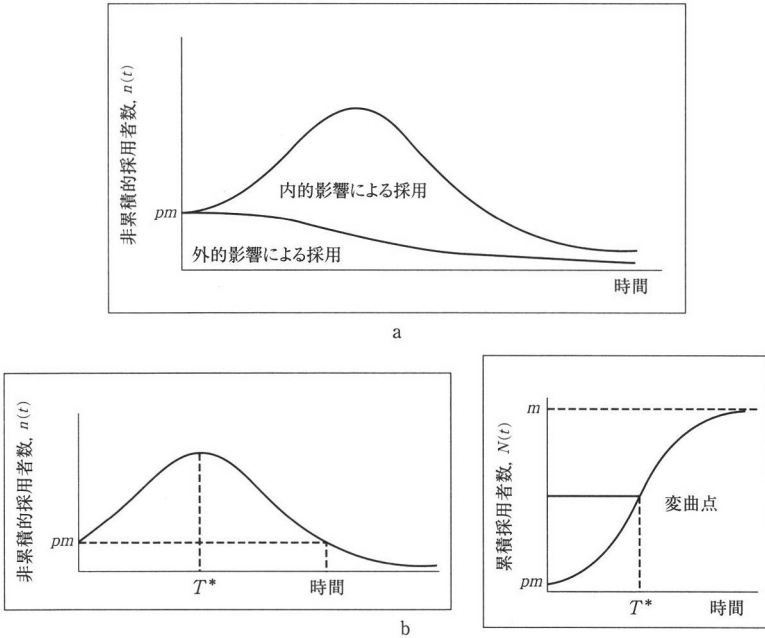 非累積的採用者数, n(t)
pm
内的影響による採用
外的影響による採用
時間
a
非累積的採用者数, n(t)
pm
T*
時間
累積採用者数, N(t)
m
変曲点
pm
T*
時間
b